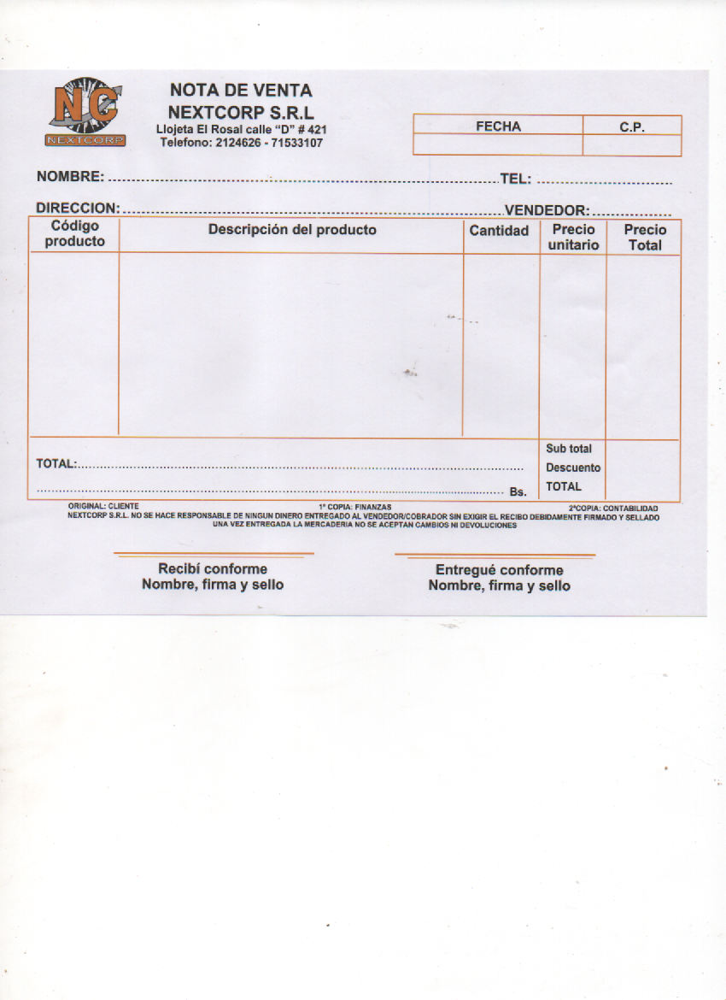 NC
NEXTCORP
NOTA DE VENTA
NEXTCORP S.R.L
Llojeta El Rosal calle “D” # 421
Telefono: 2124626 - 71533107
FECHA C.P.
NOMBRE: TEL:
DIRECCION: VENDEDOR:
Código producto Descripción del producto Cantidad Precio unitario Precio Total
Sub total
TOTAL: Descuento
Bs. TOTAL
ORIGINAL: CLIENTE 1ª COPIA: FINANZAS 2ªCOPIA: CONTABILIDAD
NEXTCORP S.R.L. NO SE HACE RESPONSABLE DE NINGUN DINERO ENTREGADO AL VENDEDOR/COBRADOR SIN EXIGIR EL RECIBO DEBIDAMENTE FIRMADO Y SELLADO
UNA VEZ ENTREGADA LA MERCADERIA NO SE ACEPTAN CAMBIOS NI DEVOLUCIONES
Recibí conforme Entregué conforme
Nombre, firma y sello Nombre, firma y sello